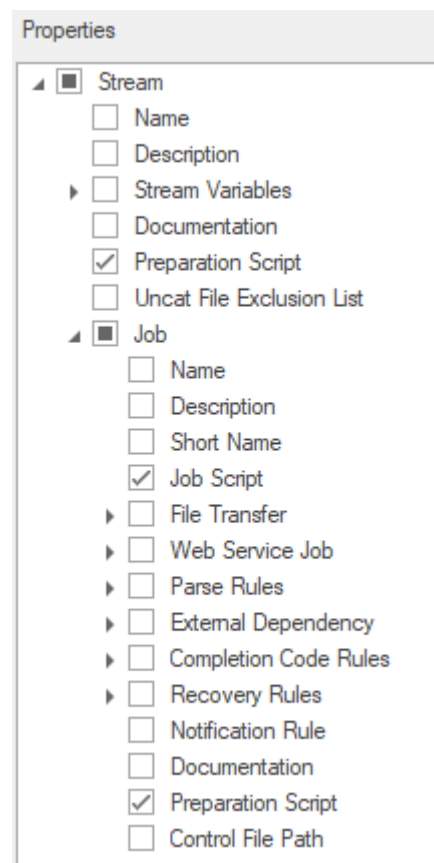 Properties
Stream
Name
Description
Stream Variables
Documentation
Preparation Script
Uncat File Exclusion List
Job
Name
Description
Short Name
Job Script
File Transfer
Web Service Job
Parse Rules
External Dependency
Completion Code Rules
Recovery Rules
Notification Rule
Documentation
Preparation Script
Control File Path